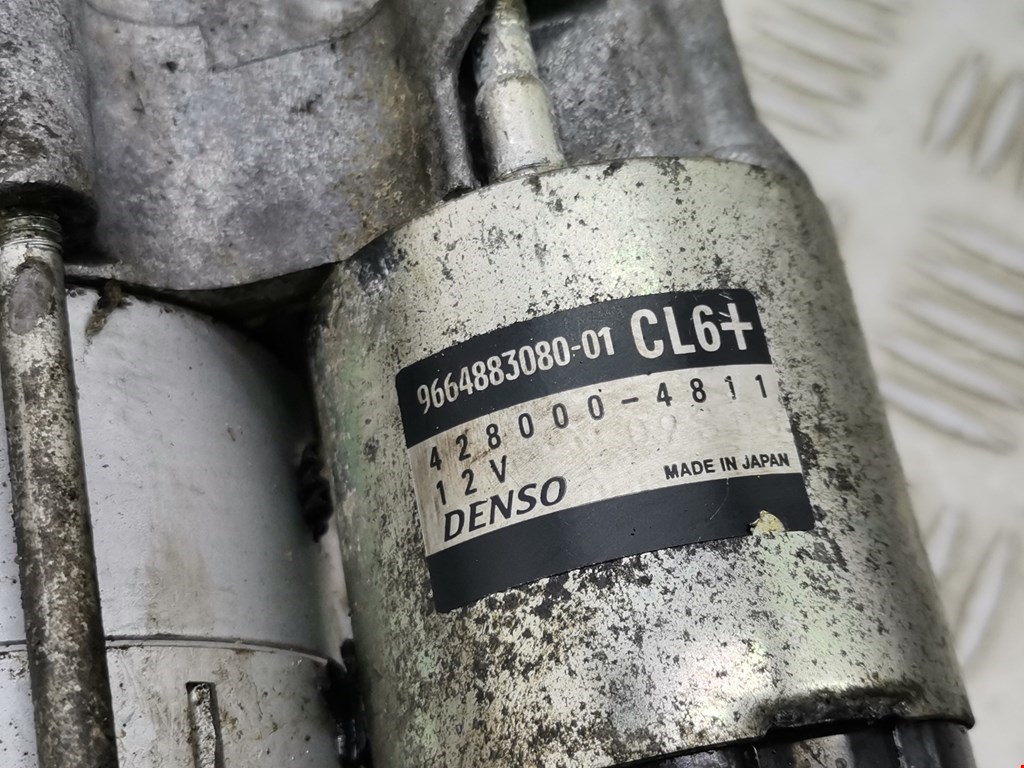 9664883080-01 CL6+
428000-4811
12V
DENSO MADE IN JAPAN